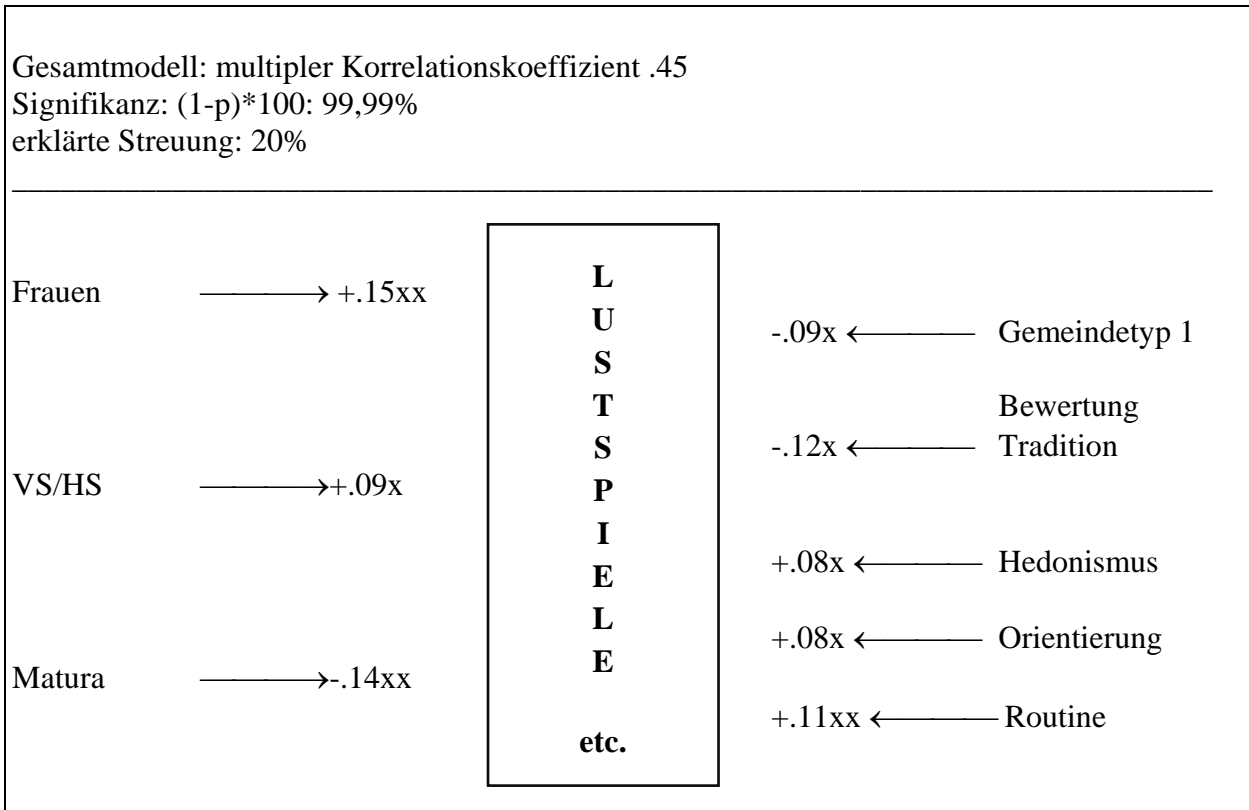 Gesamtmodell: multipler Korrelationskoeffizient .45
Signifikanz: (1-p)*100: 99,99%
erklärte Streuung: 20%
Frauen ⟶ +.15xx
VS/HS ⟶+.09x
Matura ⟶-.14xx
L
U
S
T
S
P
I
E
L
E
etc.
-.09x ⟵ Gemeindetyp 1
Bewertung
-.12x ⟵ Tradition
+.08x ⟵ Hedonismus
+.08x ⟵ Orientierung
+.11xx ⟵ Routine